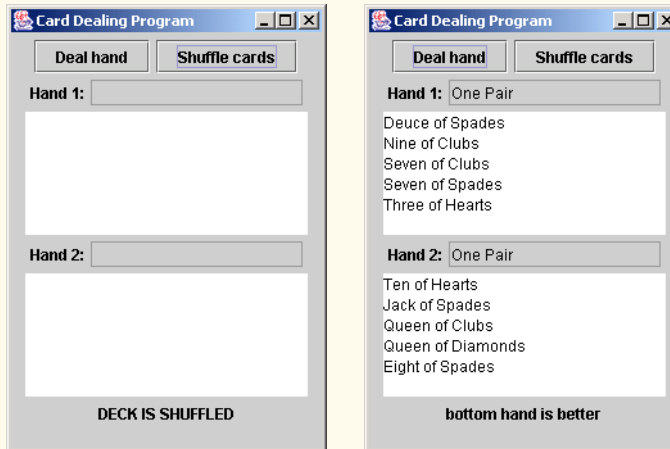 Card Dealing Program
Deal hand Shuffle cards
Hand 1:
Hand 2:
DECK IS SHUFFLED
Card Dealing Program
Deal hand Shuffle cards
Hand 1: One Pair
Deuce of Spades
Nine of Clubs
Seven of Clubs
Seven of Spades
Three of Hearts
Hand 2: One Pair
Ten of Hearts
Jack of Spades
Queen of Clubs
Queen of Diamonds
Eight of Spades
bottom hand is better